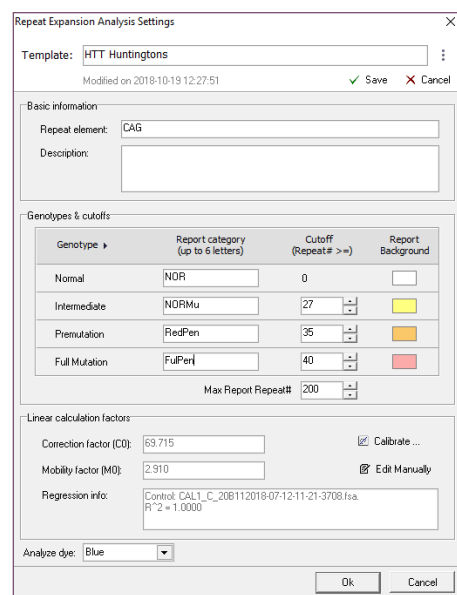 Repeat Expansion Analysis Settings
Template: HTT Huntingtons
Modified on 2018-10-19 12:27:51 Save Cancel
Basic information
Repeat element: CAG
Description:
Genotypes & cutoffs
Genotype Report category (up to 6 letters) Cutoff (Repeat# >=) Report Background
Normal NOR 0
Intermediate NORMu 27
Premutation RedPen 35
Full Mutation FulPen 40
Max Report Repeat# 200
Linear calculation factors
Correction factor (C0): 69.715 Calibrate ...
Mobility factor (M0): 2.910 Edit Manually
Regression info: Control: CAL1_C_20B112018-07-12-11-21-3708.fsa.
R^2 = 1.0000
Analyze dye: Blue
Ok Cancel